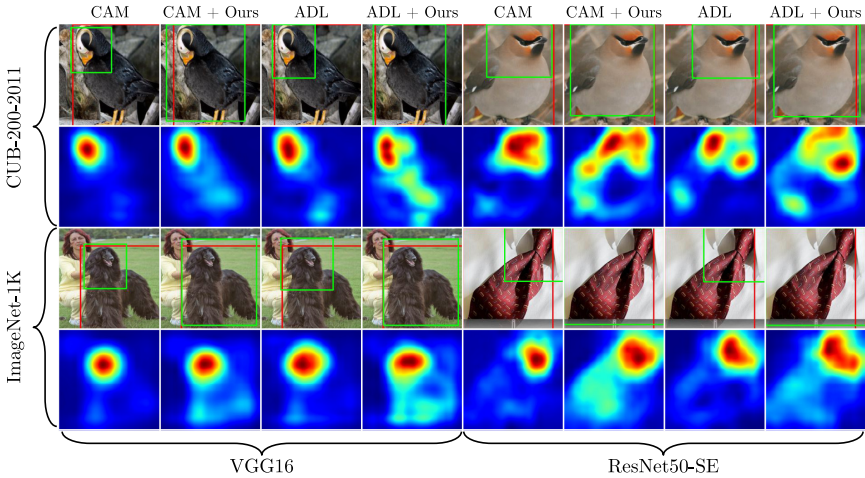 CAM CAM + Ours ADL ADL + Ours CAM CAM + Ours ADL ADL + Ours
CUB-200-2011
ImageNet-1K
VGG16 ResNet50-SE